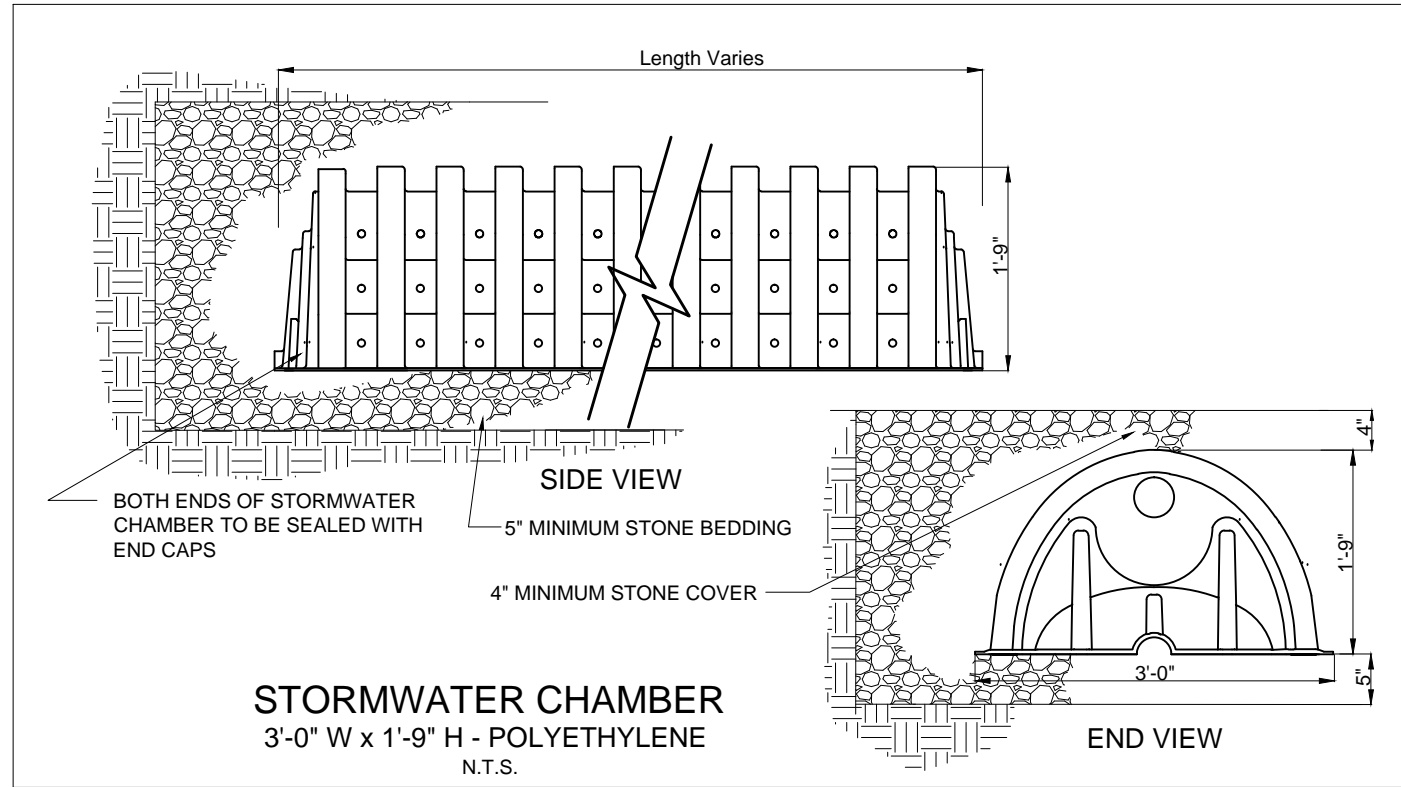 Length Varies
1'-9"
SIDE VIEW
BOTH ENDS OF STORMWATER
CHAMBER TO BE SEALED WITH
END CAPS
5" MINIMUM STONE BEDDING
4" MINIMUM STONE COVER
4"
1'-9"
3'-0"
5"
END VIEW
STORMWATER CHAMBER
3'-0" W x 1'-9" H - POLYETHYLENE
N.T.S.